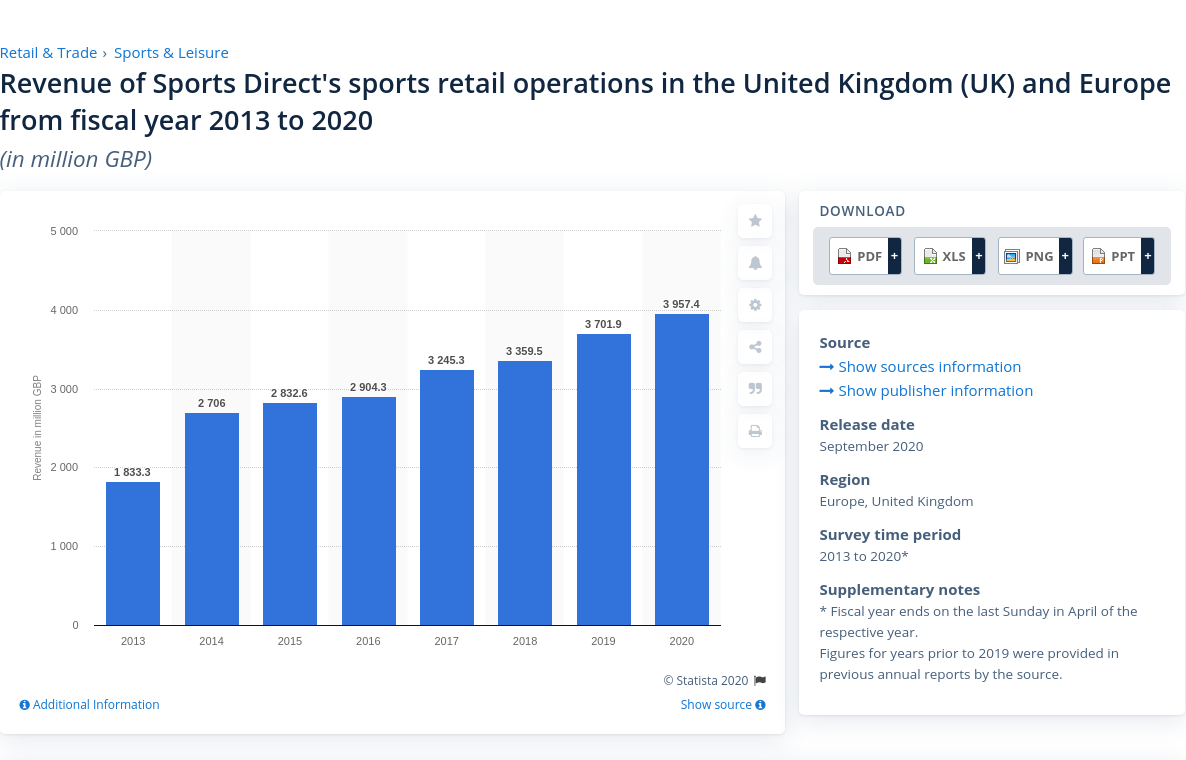 Retail & Trade › Sports & Leisure
Revenue of Sports Direct's sports retail operations in the United Kingdom (UK) and Europe
from fiscal year 2013 to 2020
(in million GBP)
5 000
4 000
3 000
2 000
1 000
0
Revenue in million GBP
1 833.3
2 706
2 832.6
2 904.3
3 245.3
3 359.5
3 701.9
3 957.4
2013
2014
2015
2016
2017
2018
2019
2020
© Statista 2020
Additional Information
Show source
DOWNLOAD
PDF +
XLS +
PNG +
PPT +
Source
Show sources information
Show publisher information
Release date
September 2020
Region
Europe, United Kingdom
Survey time period
2013 to 2020*
Supplementary notes
* Fiscal year ends on the last Sunday in April of the
respective year.
Figures for years prior to 2019 were provided in
previous annual reports by the source.